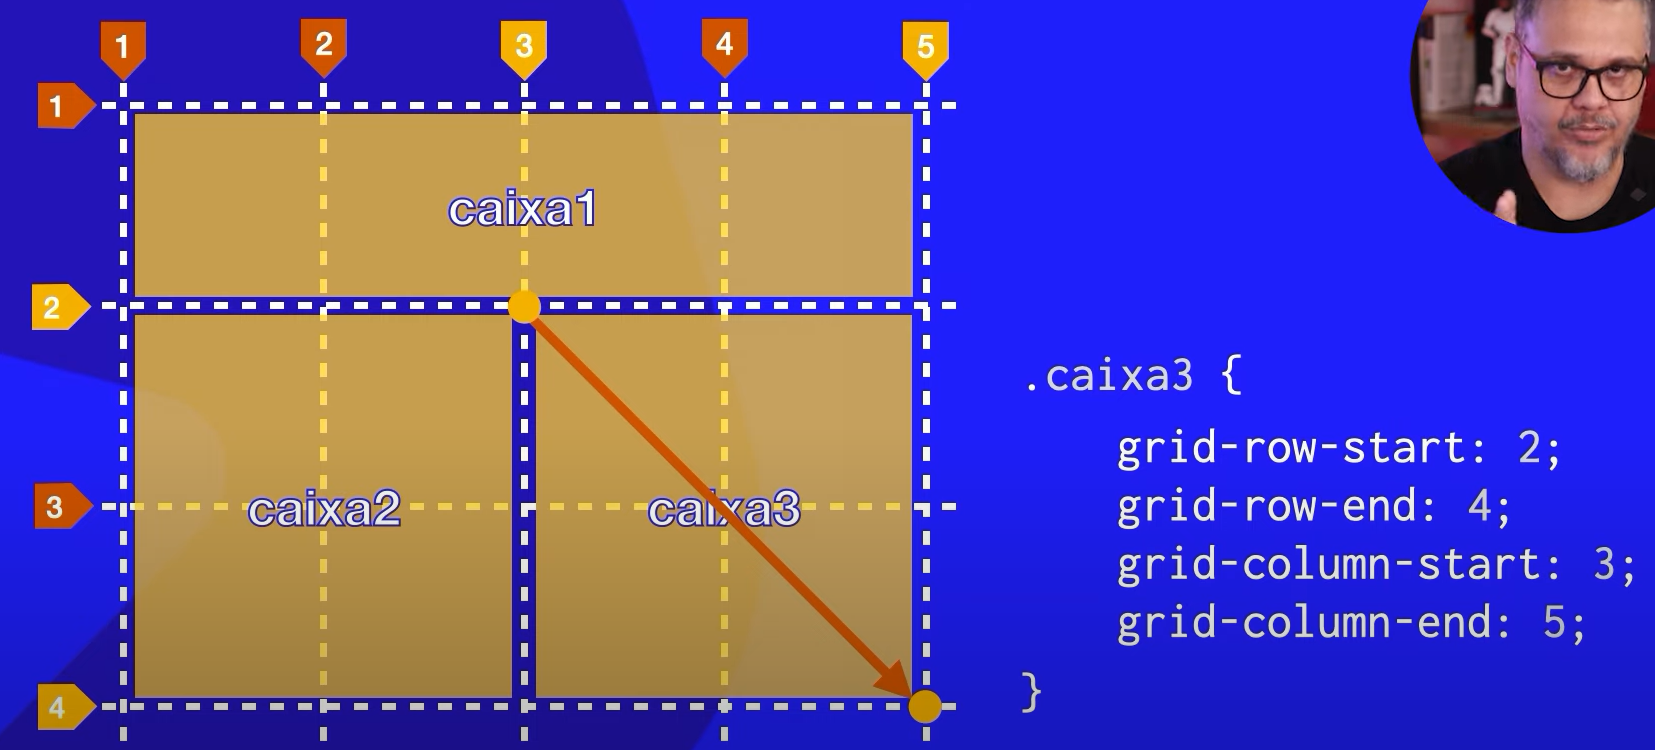 1 2 3 4 5
1
caixa1
2
caixa2 caixa3
3
4
.caixa3 {
grid-row-start: 2;
grid-row-end: 4;
grid-column-start: 3;
grid-column-end: 5;
}